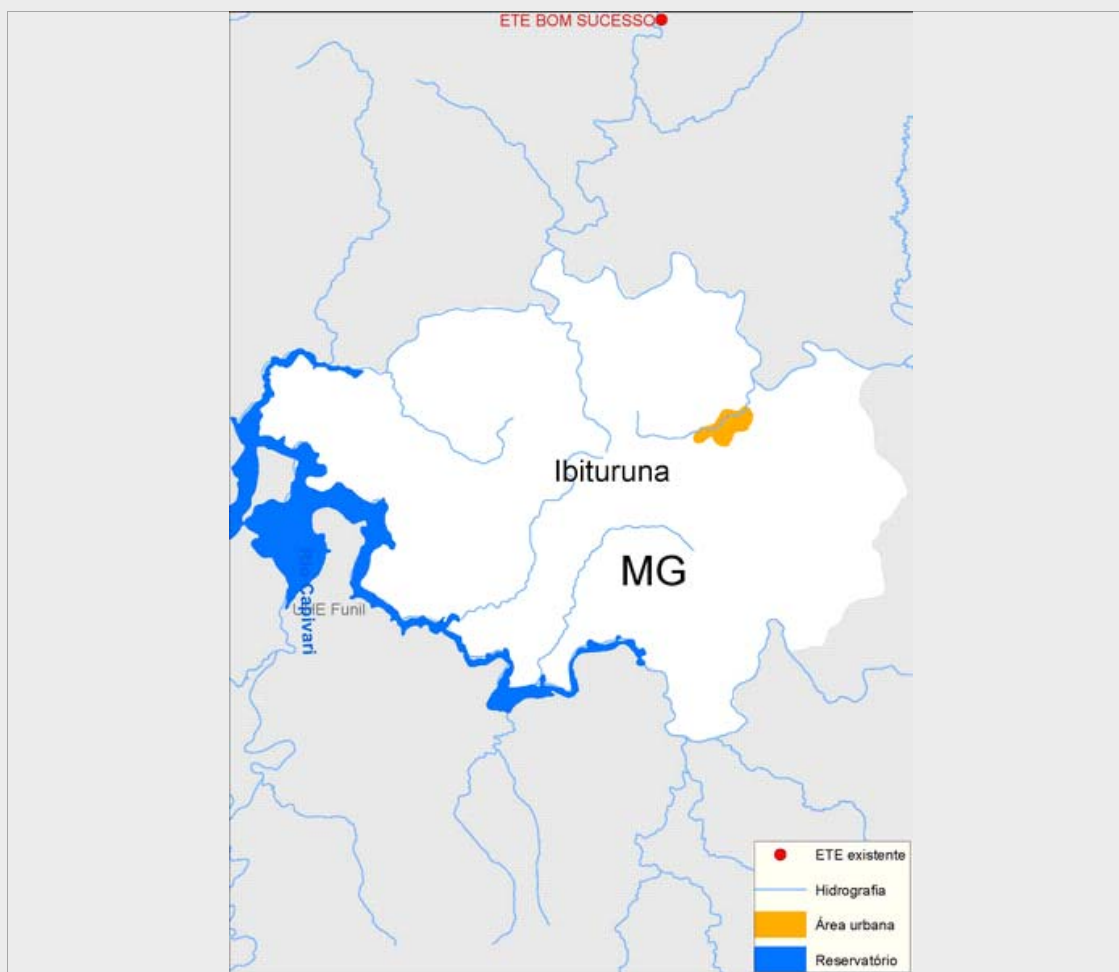 ETE BOM SUCESSO
Ibituruna
MG
Rio Capivari
UHE Funil
ETE existente
Hidrografia
Área urbana
Reservatório